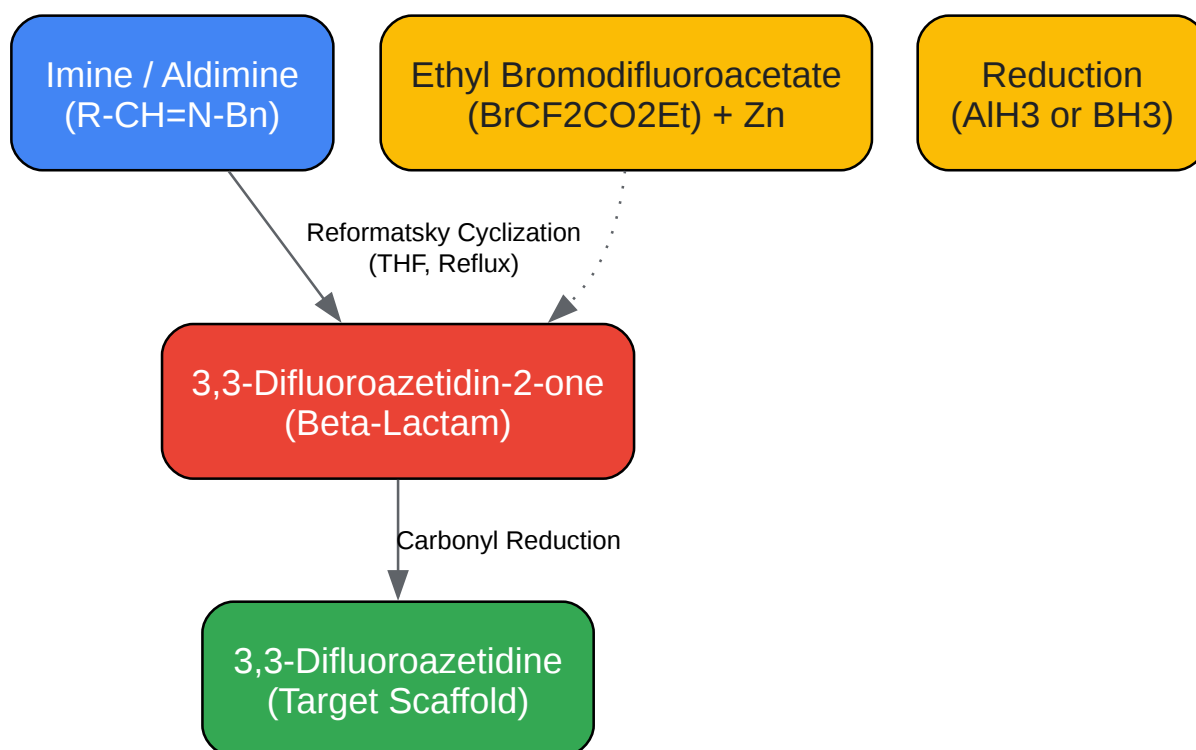 Imine / Aldimine
(R-CH=N-Bn)
Ethyl Bromodifluoroacetate
(BrCF2CO2Et) + Zn
Reduction
(AlH3 or BH3)
Reformatsky Cyclization
(THF, Reflux)
3,3-Difluoroazetidin-2-one
(Beta-Lactam)
Carbonyl Reduction
3,3-Difluoroazetidine
(Target Scaffold)